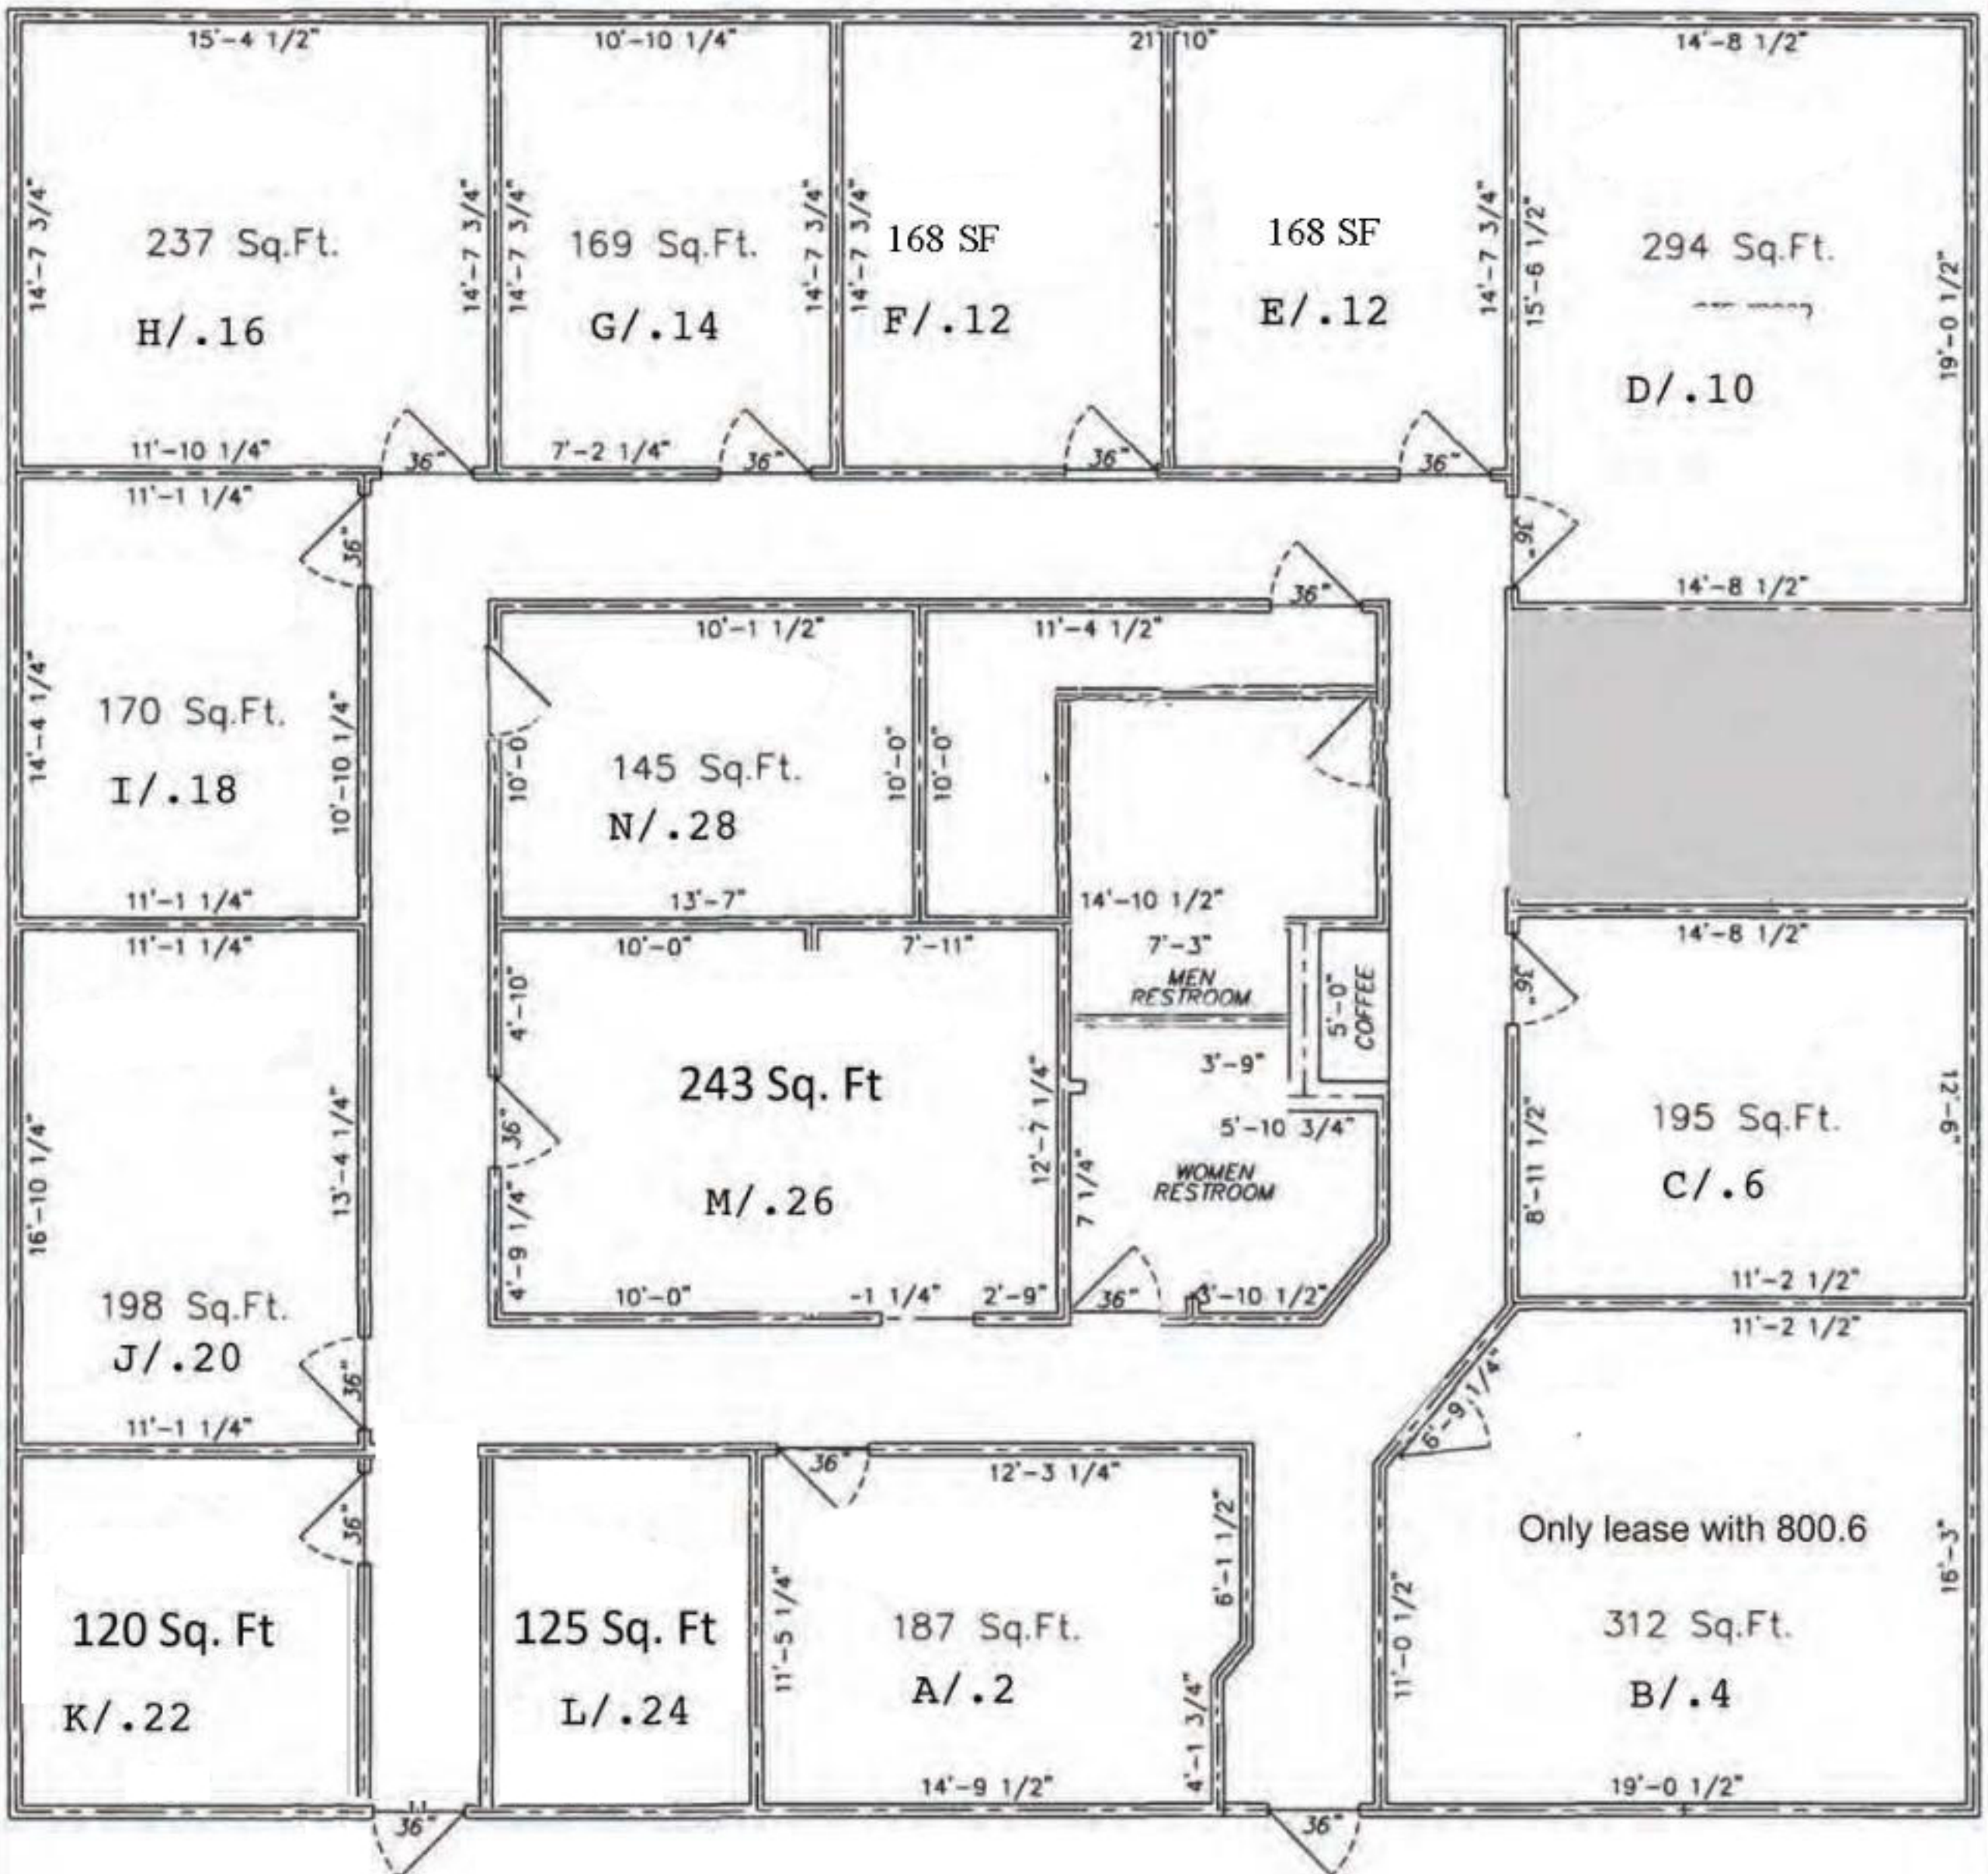 15'-4 1/2"
10'-10 1/4"
21' 10"
14'-8 1/2"
14'-7 3/4"
14'-7 3/4"
14'-7 3/4"
14'-7 3/4"
14'-7 3/4"
14'-7 3/4"
15'-6 1/2"
19'-0 1/2"
237 Sq.Ft.
H/.16
169 Sq.Ft.
G/.14
168 SF
F/.12
168 SF
E/.12
294 Sq.Ft.
D/.10
11'-10 1/4"
36"
7'-2 1/4"
36"
36"
36"
11'-1 1/4"
36"
36"
14'-8 1/2"
36"
10'-1 1/2"
11'-4 1/2"
14'-4 1/4"
170 Sq.Ft.
I/.18
10'-10 1/4"
10'-0
145 Sq.Ft.
N/.28
10'-0"
10'-0"
11'-1 1/4"
13'-7"
14'-10 1/2"
11'-1 1/4"
10'-0"
7'-11"
7'-3"
MEN
RESTROOM
5'-0"
COFFEE
14'-8 1/2"
36"
4'-10"
243 Sq. Ft
M/.26
36"
12'-7 1/4"
3'-9"
5'-10 3/4"
7 1/4"
WOMEN
RESTROOM
8'-11 1/2"
195 Sq.Ft.
C/.6
12'-6"
16'-10 1/4"
13'-4 1/4"
198 Sq.Ft.
J/.20
36"
11'-1 1/4"
4'-9 1/4"
10'-0"
-1 1/4"
2'-9"
36"
3'-10 1/2"
11'-2 1/2"
11'-2 1/2"
6'-9 1/4"
36"
36"
12'-3 1/4"
6'-1 1/2"
Only lease with 800.6
16'-3"
120 Sq. Ft
K/.22
125 Sq. Ft
L/.24
11'-5 1/4"
187 Sq.Ft.
A/.2
4'-1 3/4"
11'-0 1/2"
312 Sq.Ft.
B/.4
14'-9 1/2"
19'-0 1/2"
36"
36"